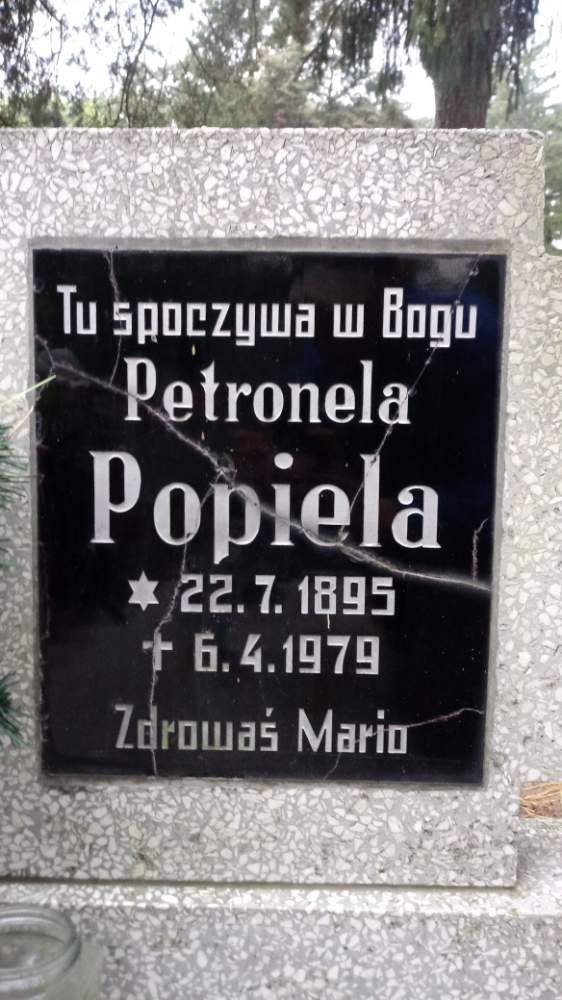 Tu spoczywa w Bogu
Petronela
Popiela
✡ 22.7.1895
✝ 6.4.1979
Zdrowaś Mario